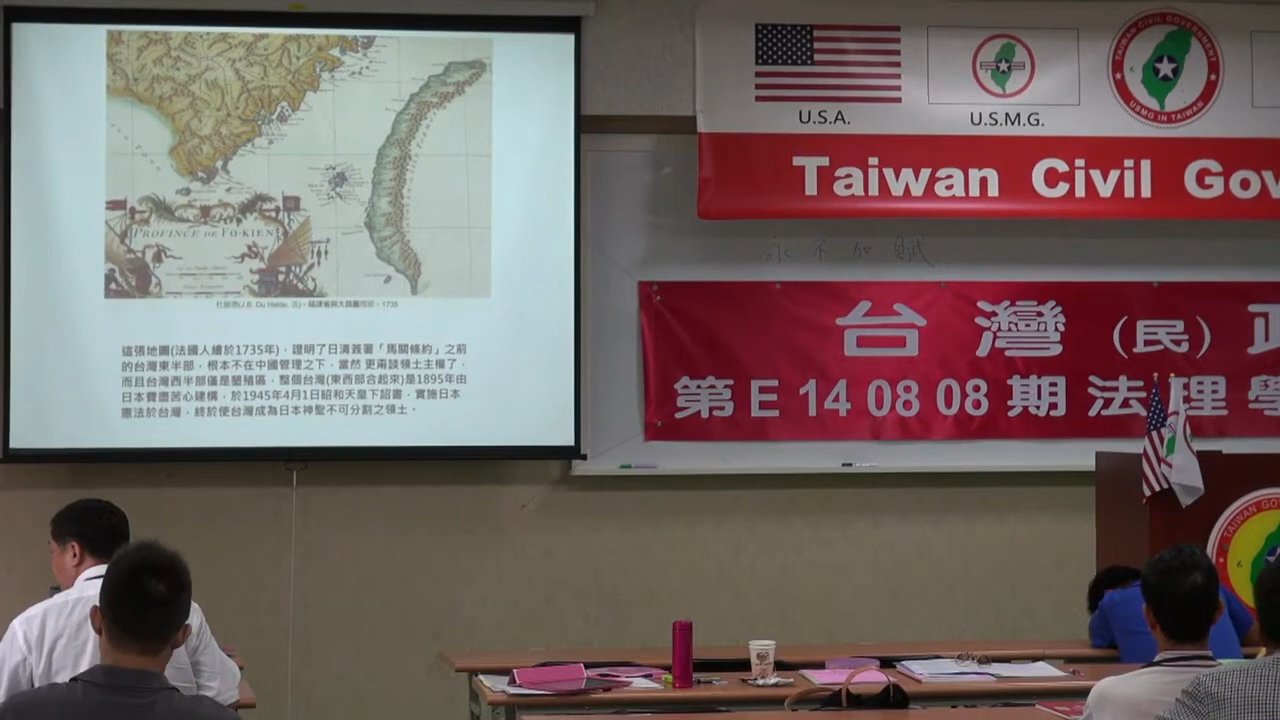 PROVINCE DE FO-KIEN
杜赫德(J.B. Du Halde, 法)，福建省與大員圖局部，1735
這張地圖(法國人繪於1735年)，證明了日清簽署「馬關條約」之前
的台灣東半部，根本不在中國管理之下，當然 更甭談領土主權了，
而且台灣西半部僅是墾殖區，整個台灣(東西部合起來)是1895年由
日本費盡苦心建構，於1945年4月1日昭和天皇下詔書，實施日本
憲法於台灣，終於使台灣成為日本神聖不可分割之領土。
U.S.A.
U.S.M.G.
TAIWAN CIVIL GOVERNMENT
USMG IN TAIWAN
Taiwan Civil Gov
永不加賦
台灣(民)政
第E140808期法理學
TAIWAN GO